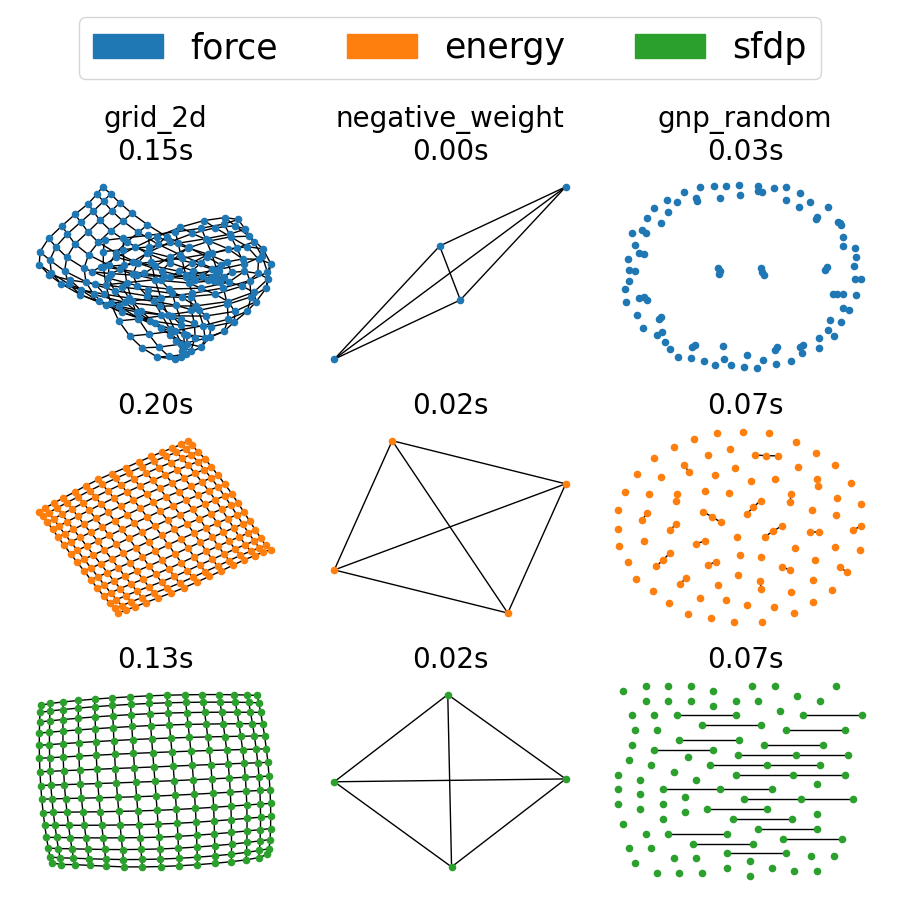 force energy sfdp
grid_2d negative_weight gnp_random
0.15s 0.00s 0.03s
0.20s 0.02s 0.07s
0.13s 0.02s 0.07s